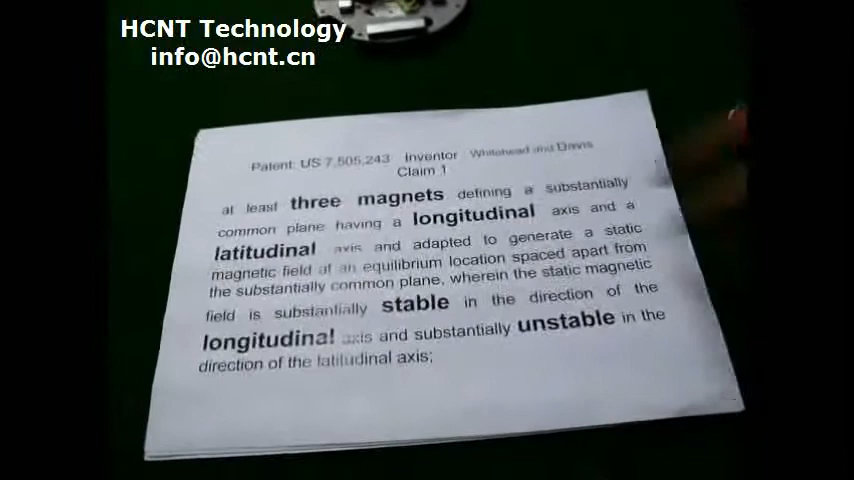 HCNT Technology
info@hcnt.cn
Patent: US 7,505,243 Inventor Whitehead and Davis
Claim 1
at least three magnets defining a substantially
common plane having a longitudinal axis and a
latitudinal axis and adapted to generate a static
magnetic field at an equilibrium location spaced apart from
the substantially common plane, wherein the static magnetic
field is substantially stable in the direction of the
longitudinal axis and substantially unstable in the
direction of the latitudinal axis;